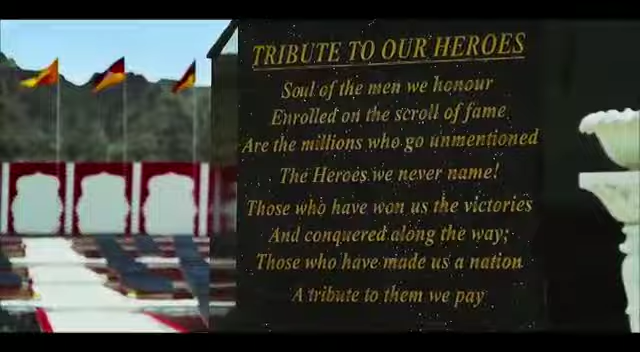 TRIBUTE TO OUR HEROES
Soul of the men we honour
Enrolled on the scroll of fame
Are the millions who go unmentioned
The Heroes we never name!
Those who have won us the victories
And conquered along the way;
Those who have made us a nation
A tribute to them we pay